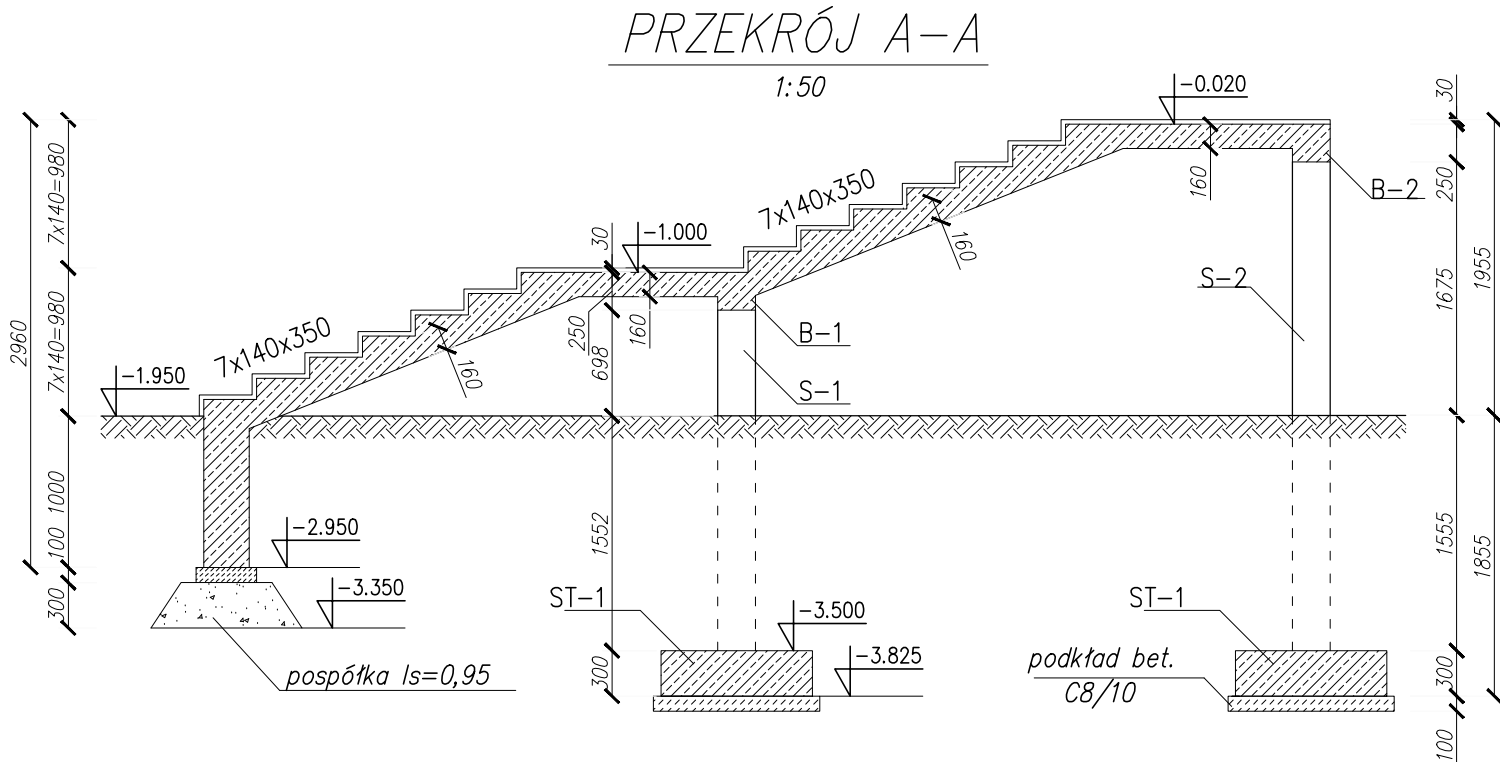 PRZEKRÓJ A-A
1:50
-0.020
30
7x140=980
160
B-2
250
7x140x350
30
-1.000
160
S-2
1675
1955
2960
7x140=980
7x140x350
250
160
B-1
698
160
S-1
-1.950
1000
100
-2.950
1552
1555
1855
300
-3.350
ST-1
-3.500
ST-1
pospółka Is=0,95
300
-3.825
podkład bet.
C8/10
300
100